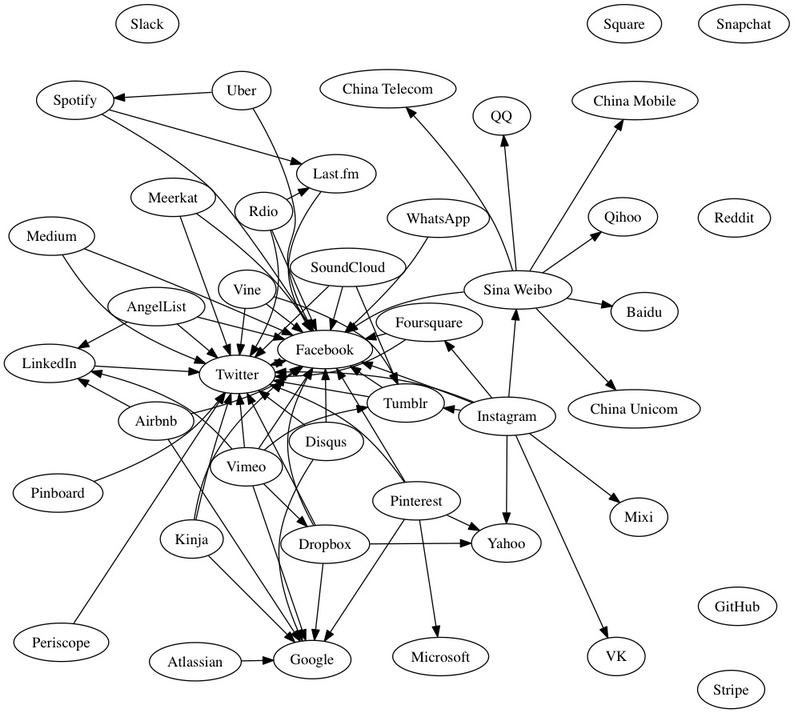 Slack
Square
Snapchat
Uber
China Telecom
Spotify
China Mobile
QQ
Last.fm
Meerkat
Rdio
WhatsApp
Qihoo
Reddit
Medium
SoundCloud
Vine
Sina Weibo
AngelList
Baidu
Foursquare
Facebook
LinkedIn
Twitter
Tumblr
China Unicom
Instagram
Airbnb
Disqus
Vimeo
Pinboard
Pinterest
Mixi
Kinja
Dropbox
Yahoo
GitHub
Periscope
Atlassian
Google
Microsoft
VK
Stripe